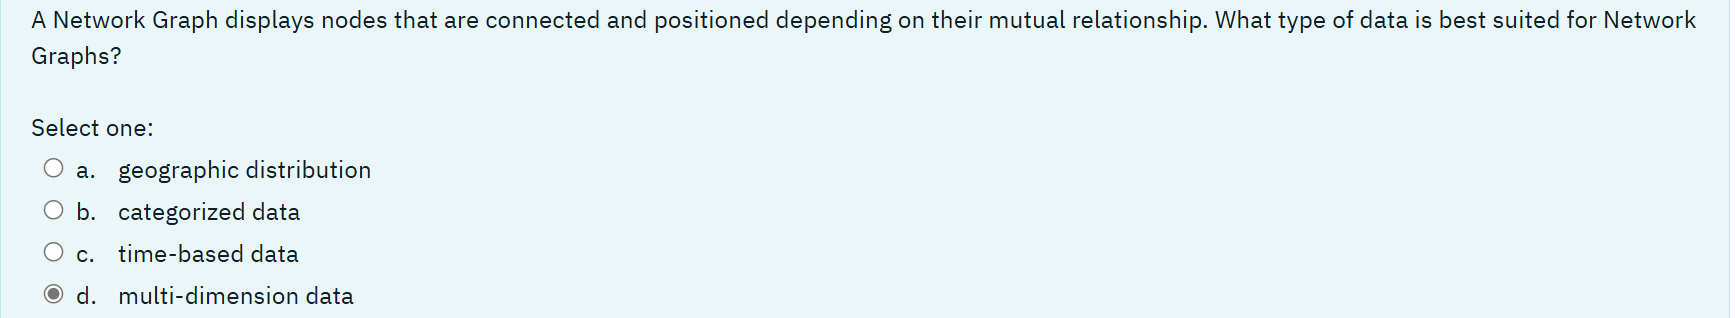 A Network Graph displays nodes that are connected and positioned depending on their mutual relationship. What type of data is best suited for Network
Graphs?
Select one:
a. geographic distribution
b. categorized data
c. time-based data
d. multi-dimension data